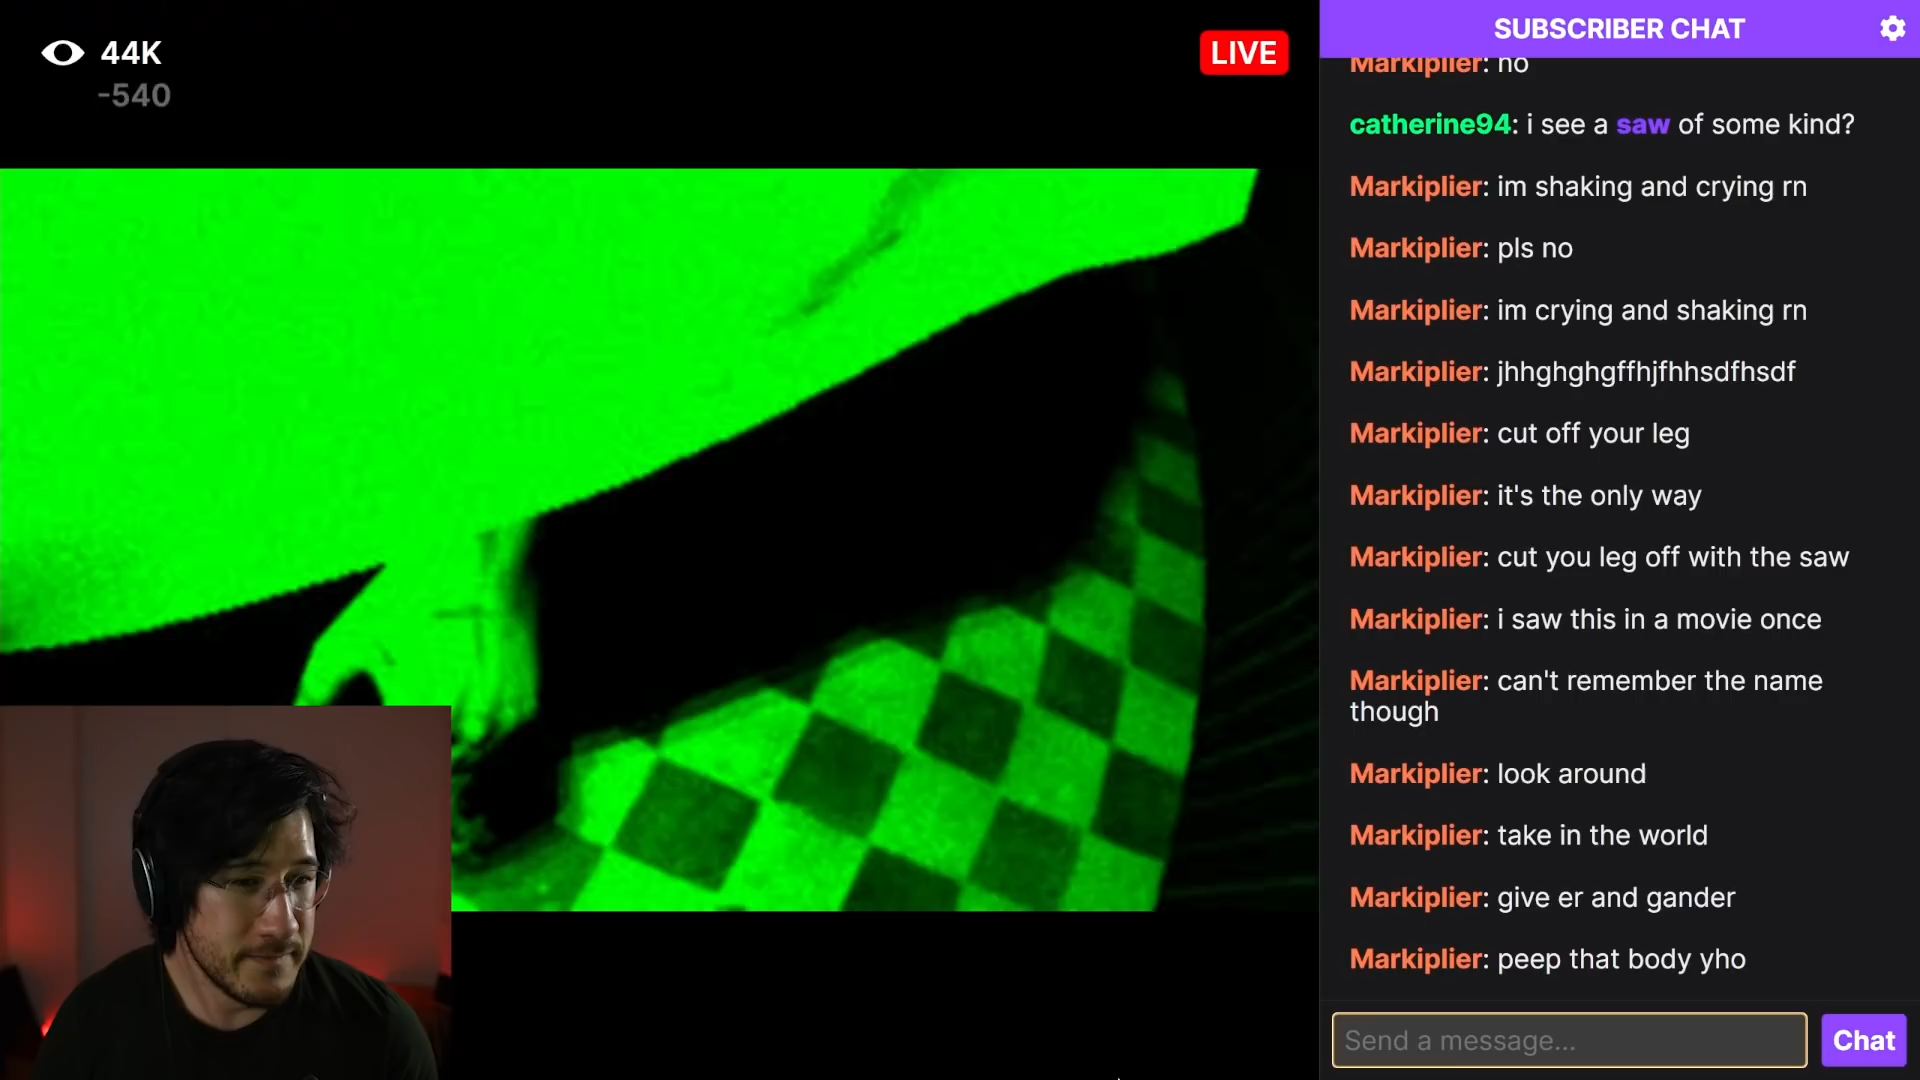 44K
-540
LIVE
SUBSCRIBER CHAT
Markiplier: no
catherine94: i see a saw of some kind?
Markiplier: im shaking and crying rn
Markiplier: pls no
Markiplier: im crying and shaking rn
Markiplier: jhhghghgffhjfhhsdfhsdf
Markiplier: cut off your leg
Markiplier: it's the only way
Markiplier: cut you leg off with the saw
Markiplier: i saw this in a movie once
Markiplier: can't remember the name
though
Markiplier: look around
Markiplier: take in the world
Markiplier: give er and gander
Markiplier: peep that body yho
Send a message...
Chat